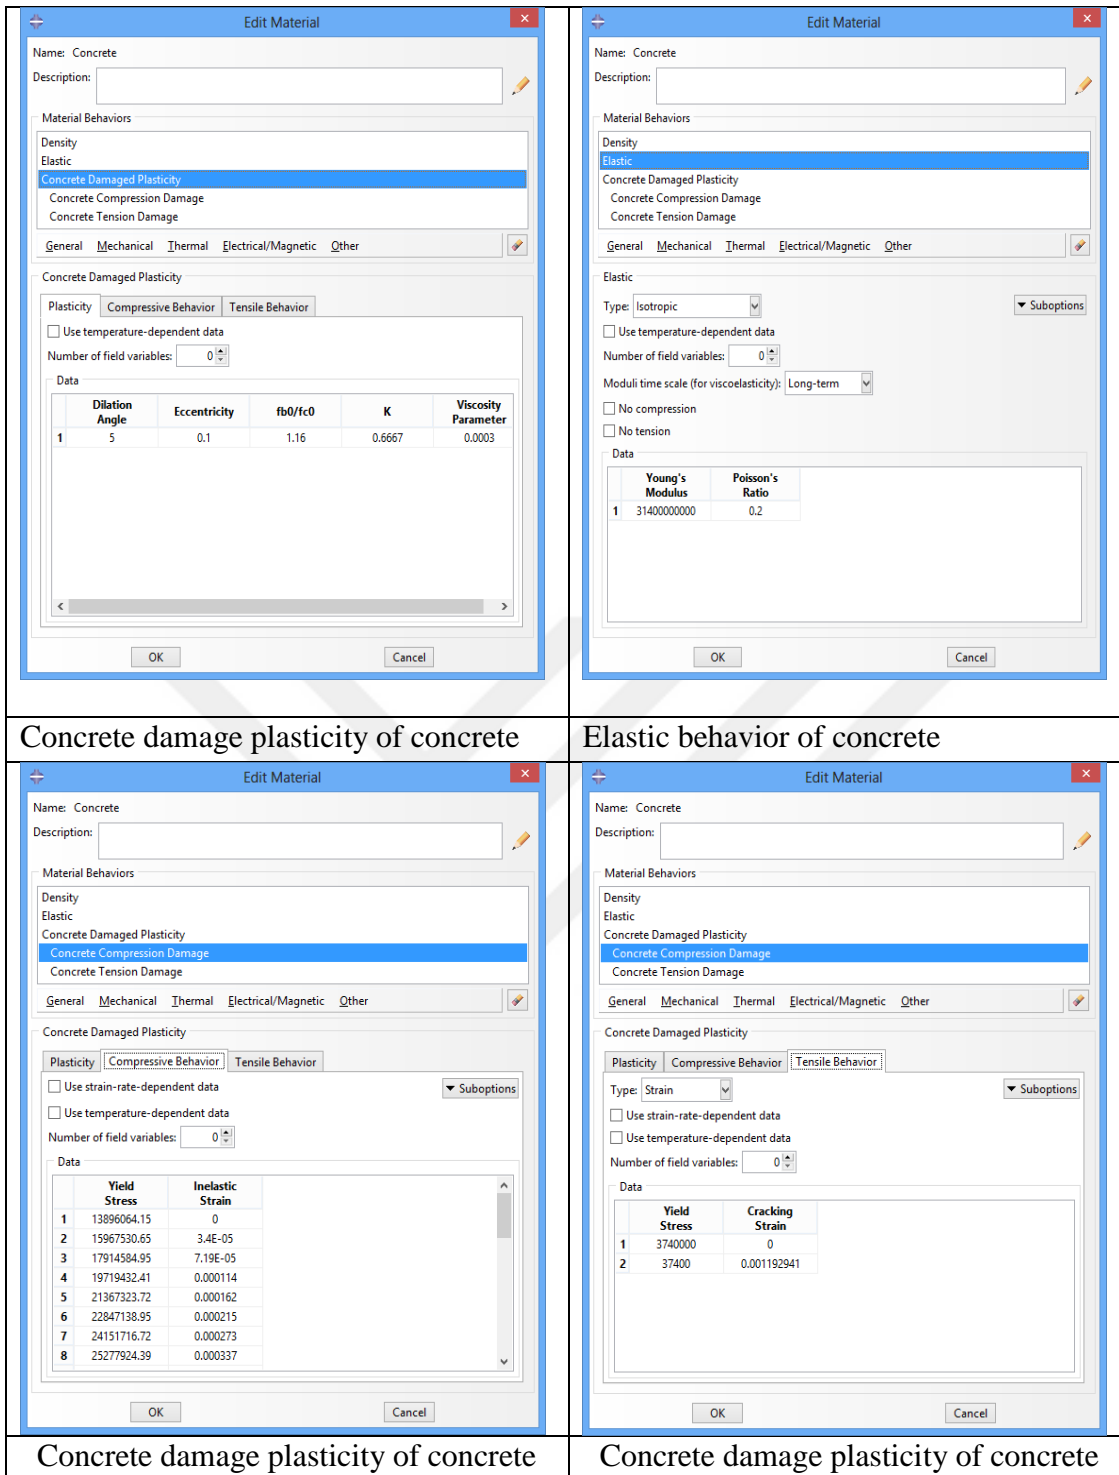 Edit Material
Name: Concrete
Description:
Material Behaviors
Density
Elastic
Concrete Damaged Plasticity
Concrete Compression Damage
Concrete Tension Damage
General Mechanical Thermal Electrical/Magnetic Other
Concrete Damaged Plasticity
Plasticity Compressive Behavior Tensile Behavior
Use temperature-dependent data
Number of field variables: 0
Data
Dilation Angle Eccentricity fb0/fc0 K Viscosity Parameter
1 5 0.1 1.16 0.6667 0.0003
OK Cancel
Concrete damage plasticity of concrete
Edit Material
Name: Concrete
Description:
Material Behaviors
Density
Elastic
Concrete Damaged Plasticity
Concrete Compression Damage
Concrete Tension Damage
General Mechanical Thermal Electrical/Magnetic Other
Elastic
Type: Isotropic Suboptions
Use temperature-dependent data
Number of field variables: 0
Moduli time scale (for viscoelasticity): Long-term
No compression
No tension
Data
Young's Modulus Poisson's Ratio
1 31400000000 0.2
OK Cancel
Elastic behavior of concrete
Edit Material
Name: Concrete
Description:
Material Behaviors
Density
Elastic
Concrete Damaged Plasticity
Concrete Compression Damage
Concrete Tension Damage
General Mechanical Thermal Electrical/Magnetic Other
Concrete Damaged Plasticity
Plasticity Compressive Behavior Tensile Behavior
Use strain-rate-dependent data Suboptions
Use temperature-dependent data
Number of field variables: 0
Data
Yield Stress Inelastic Strain
1 13896064.15 0
2 15967530.65 3.4E-05
3 17914584.95 7.19E-05
4 19719432.41 0.000114
5 21367323.72 0.000162
6 22847138.95 0.000215
7 24151716.72 0.000273
8 25277924.39 0.000337
OK Cancel
Concrete damage plasticity of concrete
Edit Material
Name: Concrete
Description:
Material Behaviors
Density
Elastic
Concrete Damaged Plasticity
Concrete Compression Damage
Concrete Tension Damage
General Mechanical Thermal Electrical/Magnetic Other
Concrete Damaged Plasticity
Plasticity Compressive Behavior Tensile Behavior
Type: Strain Suboptions
Use strain-rate-dependent data
Use temperature-dependent data
Number of field variables: 0
Data
Yield Stress Cracking Strain
1 3740000 0
2 37400 0.001192941
OK Cancel
Concrete damage plasticity of concrete